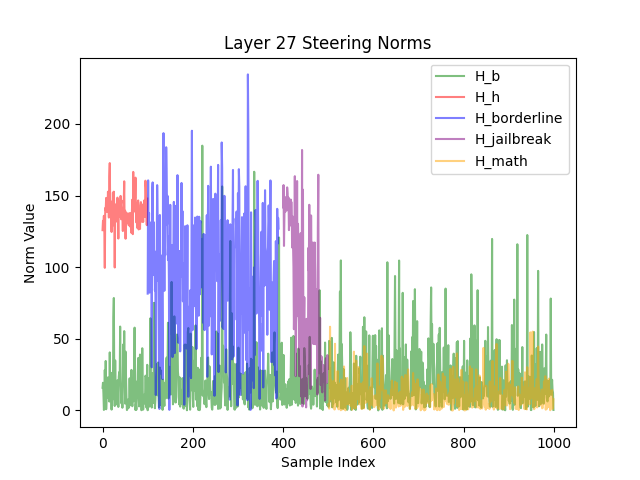 Layer 27 Steering Norms
H_b
H_h
H_borderline
H_jailbreak
H_math
Norm Value
200
150
100
50
0
0
200
400
600
800
1000
Sample Index